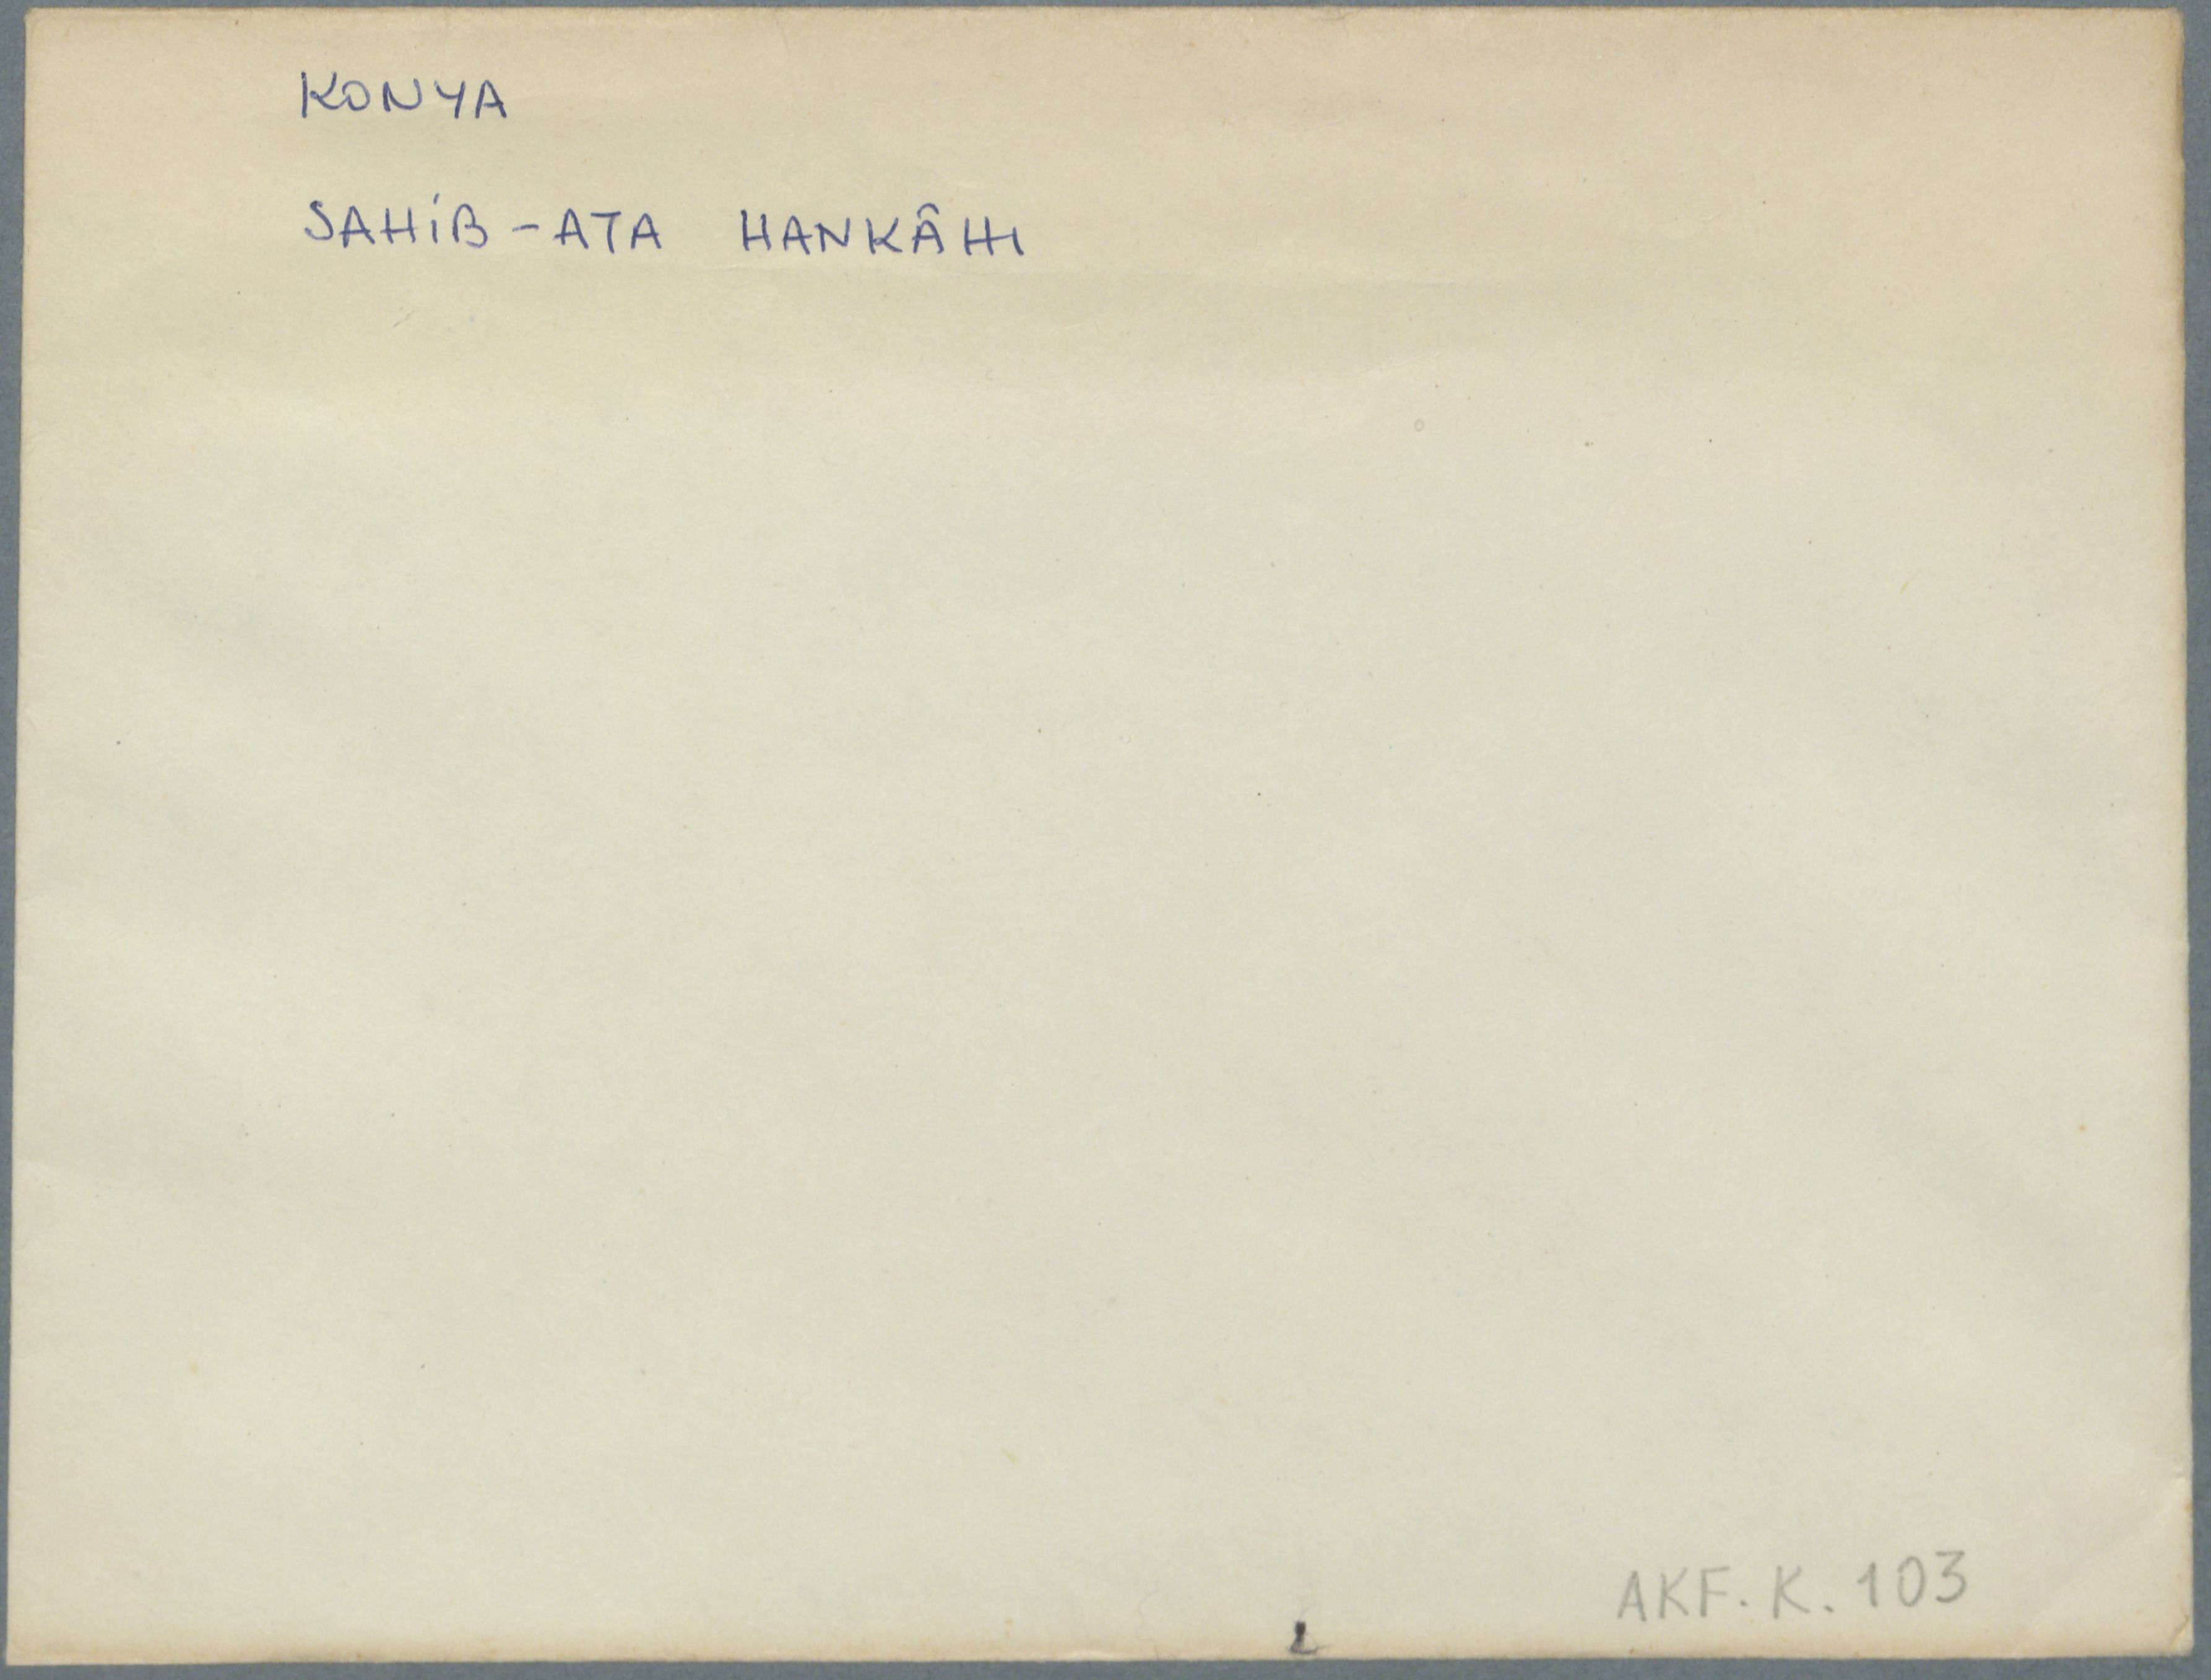 KONYA
SAHİB-ATA HANKÂHI
AKF. K. 103